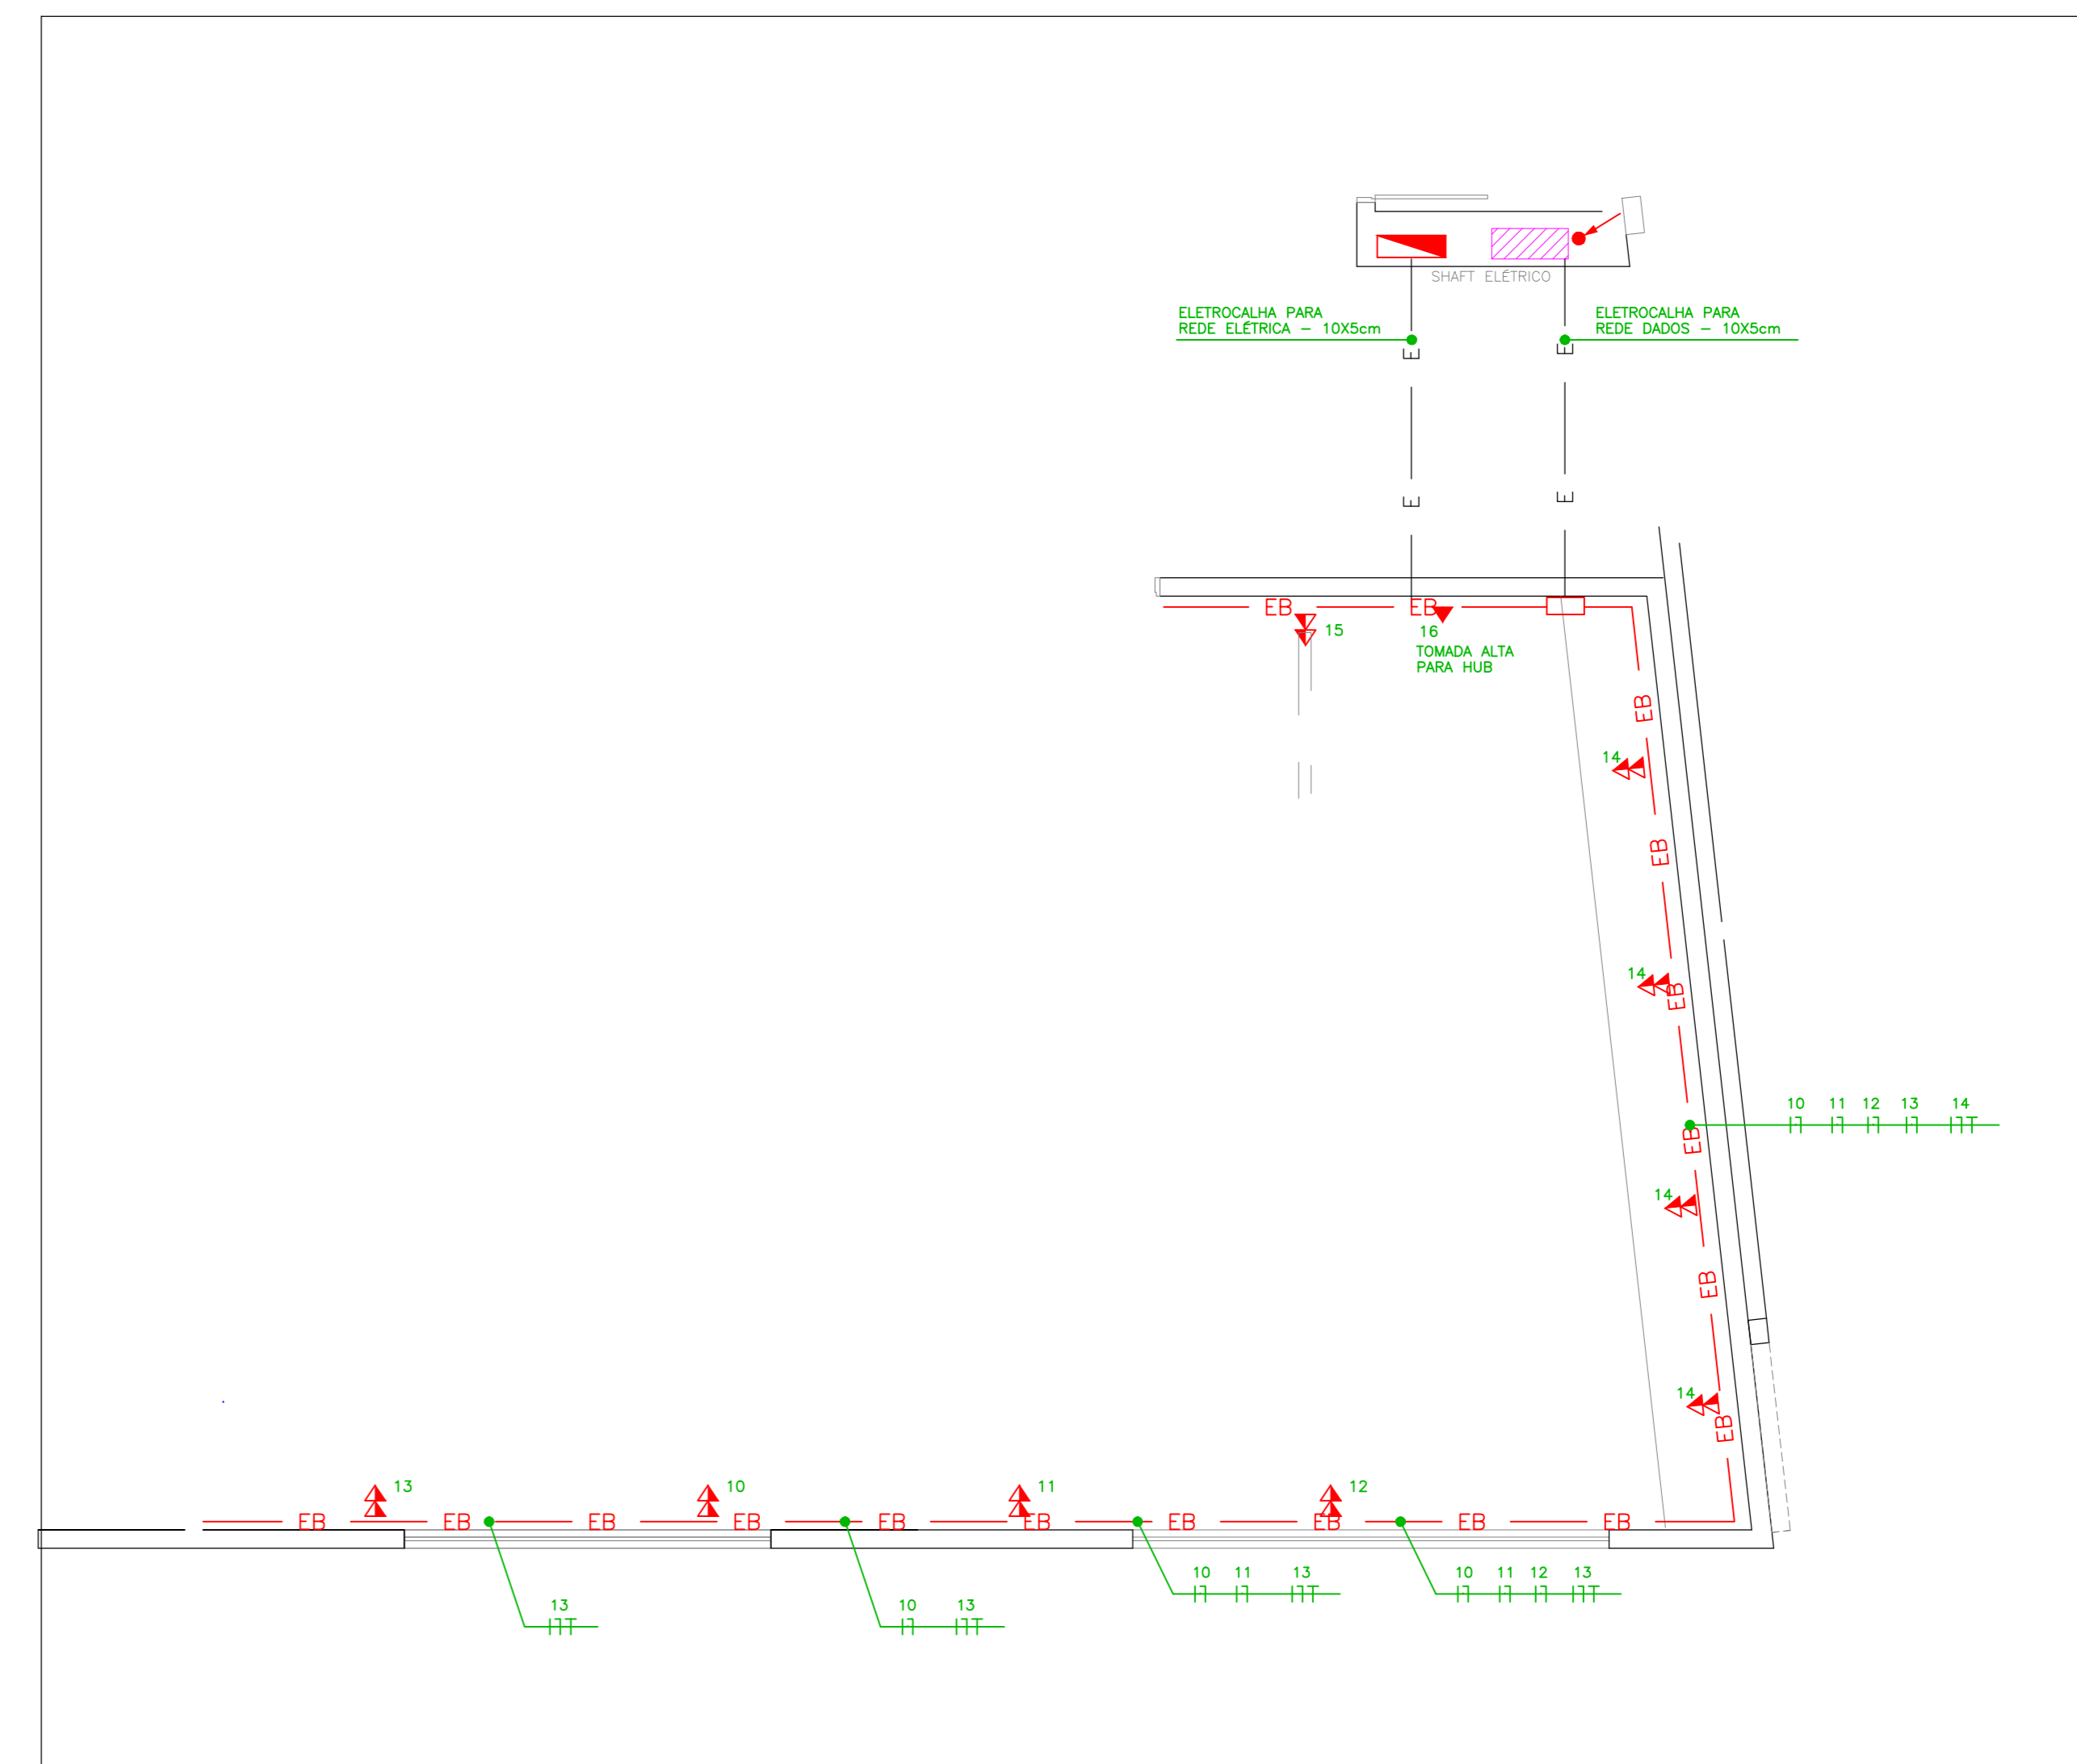 SHAFT ELÉTRICO
ELETROCALHA PARA
REDE ELÉTRICA – 10X5cm
ELETROCALHA PARA
REDE DADOS – 10X5cm
E
E
E
E
EB
EB
15
16
TOMADA ALTA
PARA HUB
EB
14
EB
14
EB
10 11 12 13 14
EB
14
EB
14
EB
13
10
11
12
EB EB EB EB EB EB EB EB EB EB
10 11 13
10 11 12 13
13
10 13